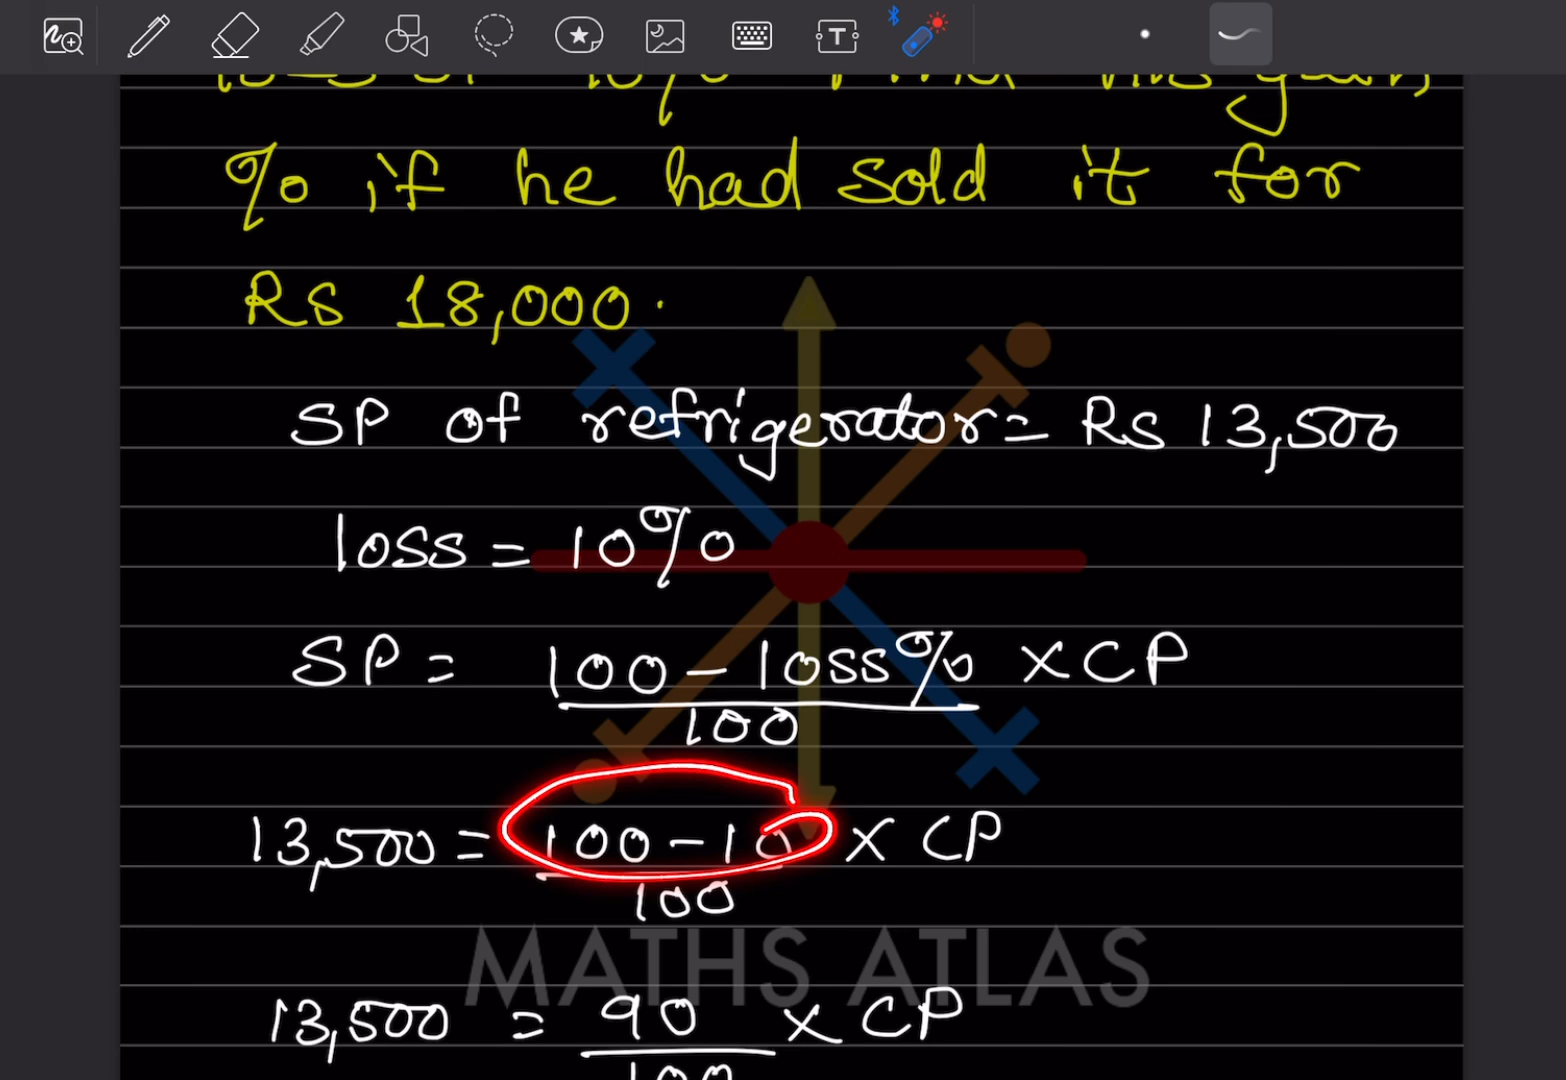 % if he had sold it for
Rs 18,000.
SP of refrigerator = Rs 13,500
loss = 10%
SP = 100 - loss% × CP
100
13,500 = 100 - 10 × CP
100
MATHS ATLAS
13,500 = 90 × CP
100